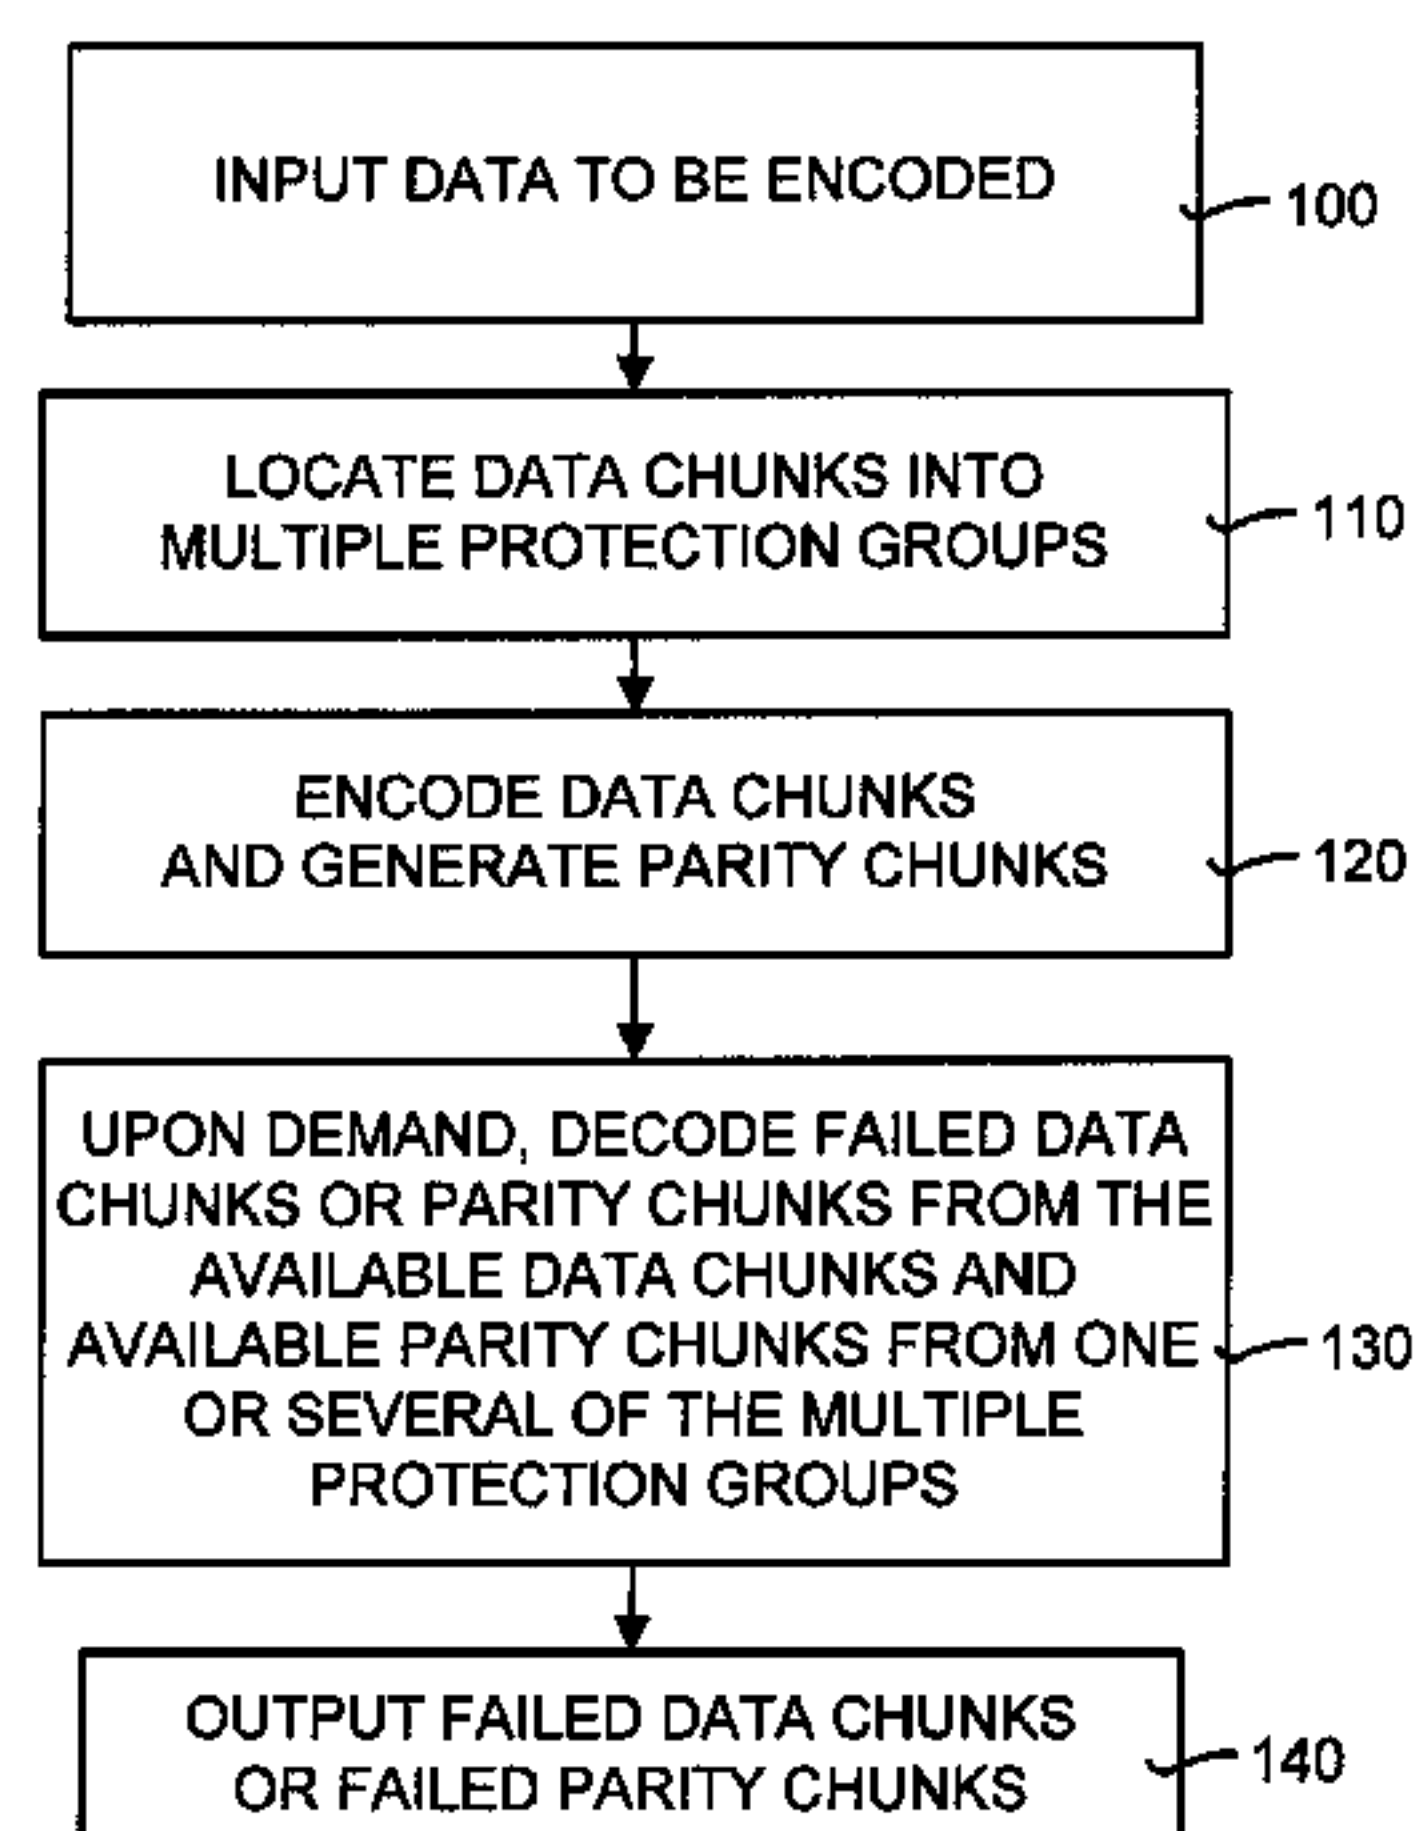 INPUT DATA TO BE ENCODED
100
LOCATE DATA CHUNKS INTO
MULTIPLE PROTECTION GROUPS
110
ENCODE DATA CHUNKS
AND GENERATE PARITY CHUNKS
120
UPON DEMAND, DECODE FAILED DATA
CHUNKS OR PARITY CHUNKS FROM THE
AVAILABLE DATA CHUNKS AND
AVAILABLE PARITY CHUNKS FROM ONE
OR SEVERAL OF THE MULTIPLE
PROTECTION GROUPS
130
OUTPUT FAILED DATA CHUNKS
OR FAILED PARITY CHUNKS
140